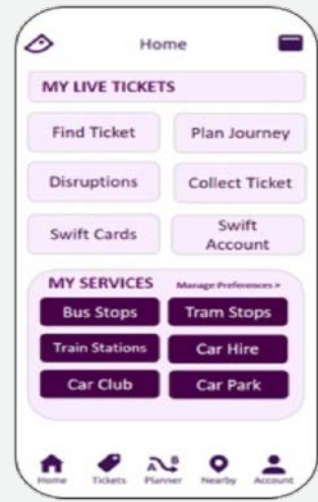 Home
MY LIVE TICKETS
Find Ticket
Plan Journey
Disruptions
Collect Ticket
Swift Cards
Swift
Account
MY SERVICES
Manage Preferences >
Bus Stops
Tram Stops
Train Stations
Car Hire
Car Club
Car Park
A B
Home
Tickets
Planner
Nearby
Account